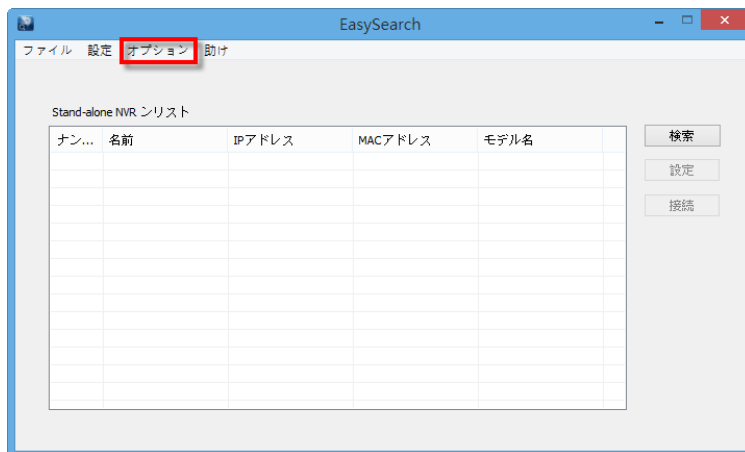 EasySearch
ファイル 設定 オプション 助け
Stand-alone NVR ンリスト
ナン... 名前 IPアドレス MACアドレス モデル名
検索
設定
接続